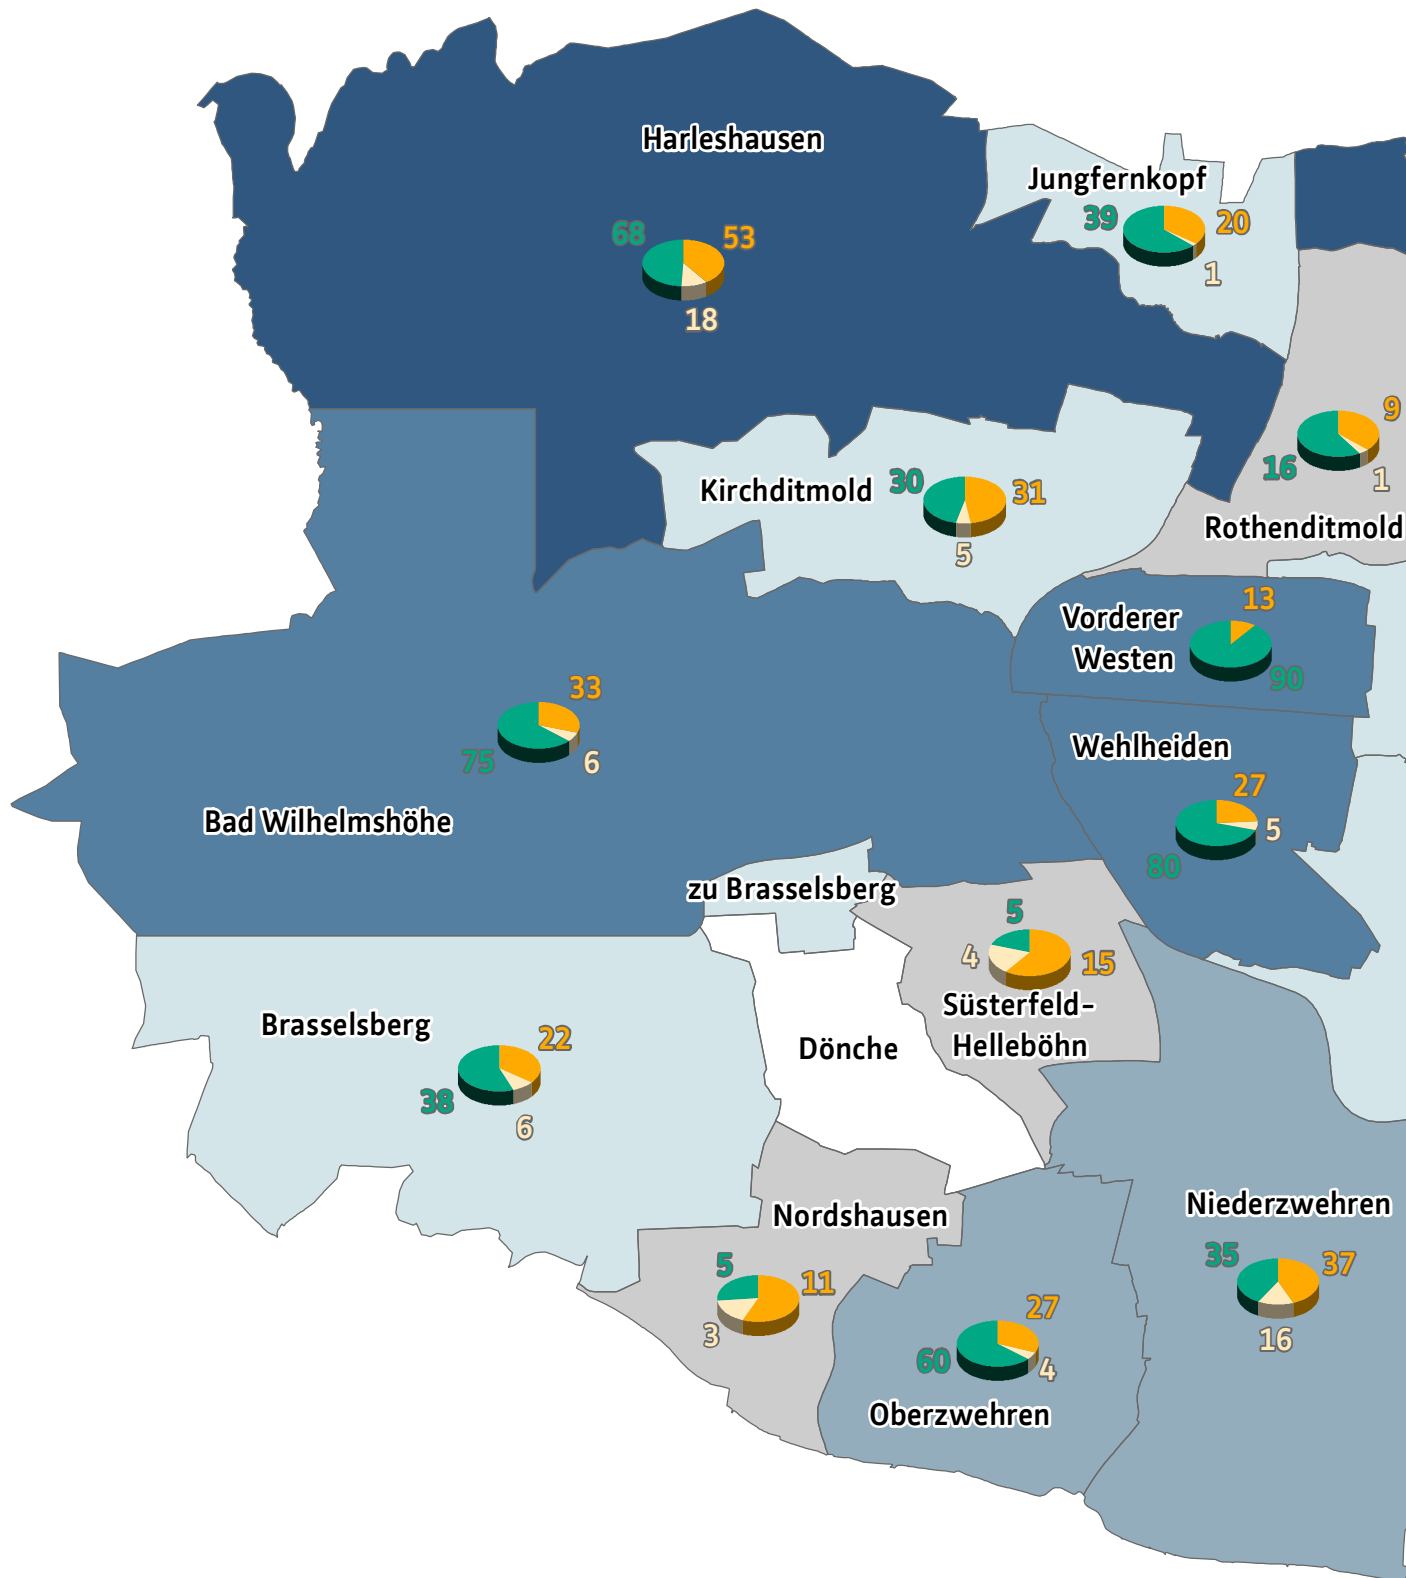 Harleshausen
68
53
18
Jungfernkopf
39
20
1
9
16
1
Rothenditmold
Kirchditmold
30
31
5
Vorderer
Westen
13
90
33
75
6
Bad Wilhelmshöhe
Wehlheiden
27
5
80
zu Brasselsberg
5
4
15
Süsterfeld-
Helleböhn
Brasselsberg
22
38
6
Dönche
Nordshausen
5
11
3
Niederzwehren
35
37
16
27
60
4
Oberzwehren